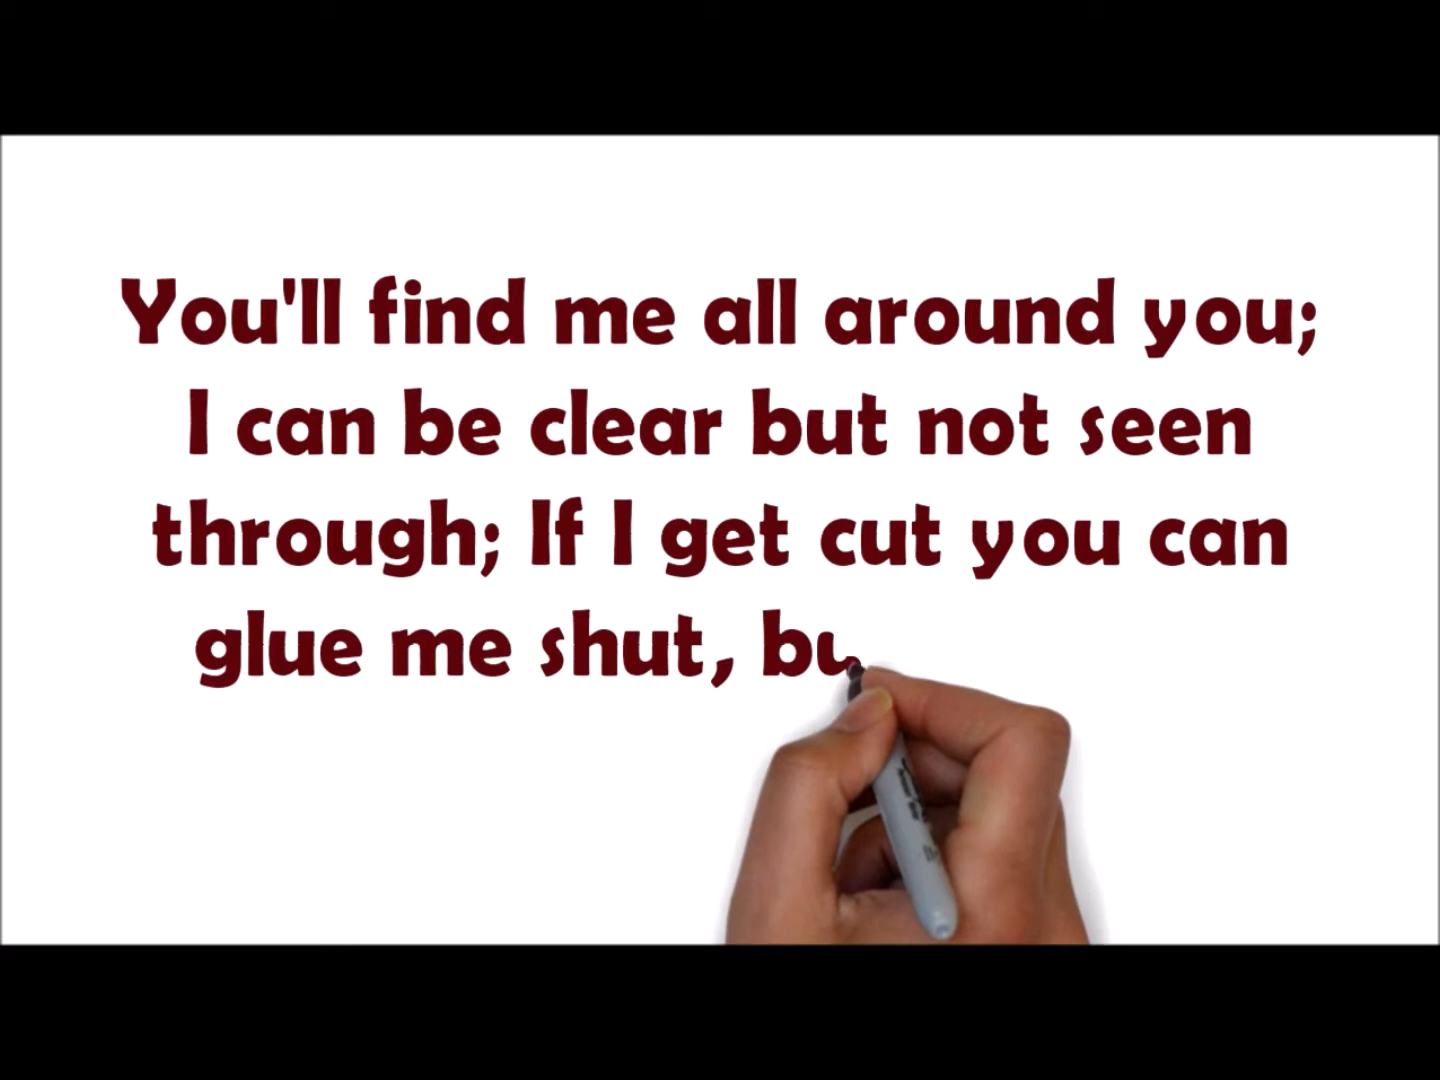 You'll find me all around you;
I can be clear but not seen
through; If I get cut you can
glue me shut,